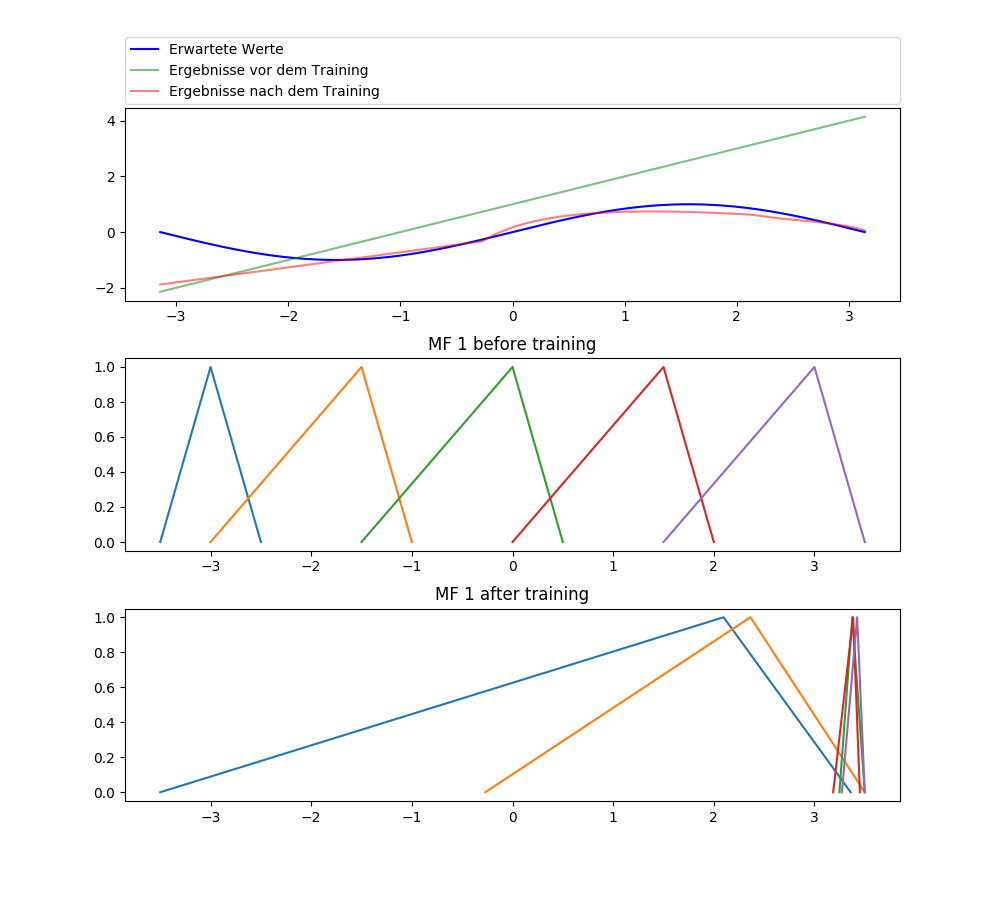 Erwartete Werte
Ergebnisse vor dem Training
Ergebnisse nach dem Training
4
2
0
−2
−3 −2 −1 0 1 2 3
MF 1 before training
1.0
0.8
0.6
0.4
0.2
0.0
−3 −2 −1 0 1 2 3
MF 1 after training
1.0
0.8
0.6
0.4
0.2
0.0
−3 −2 −1 0 1 2 3